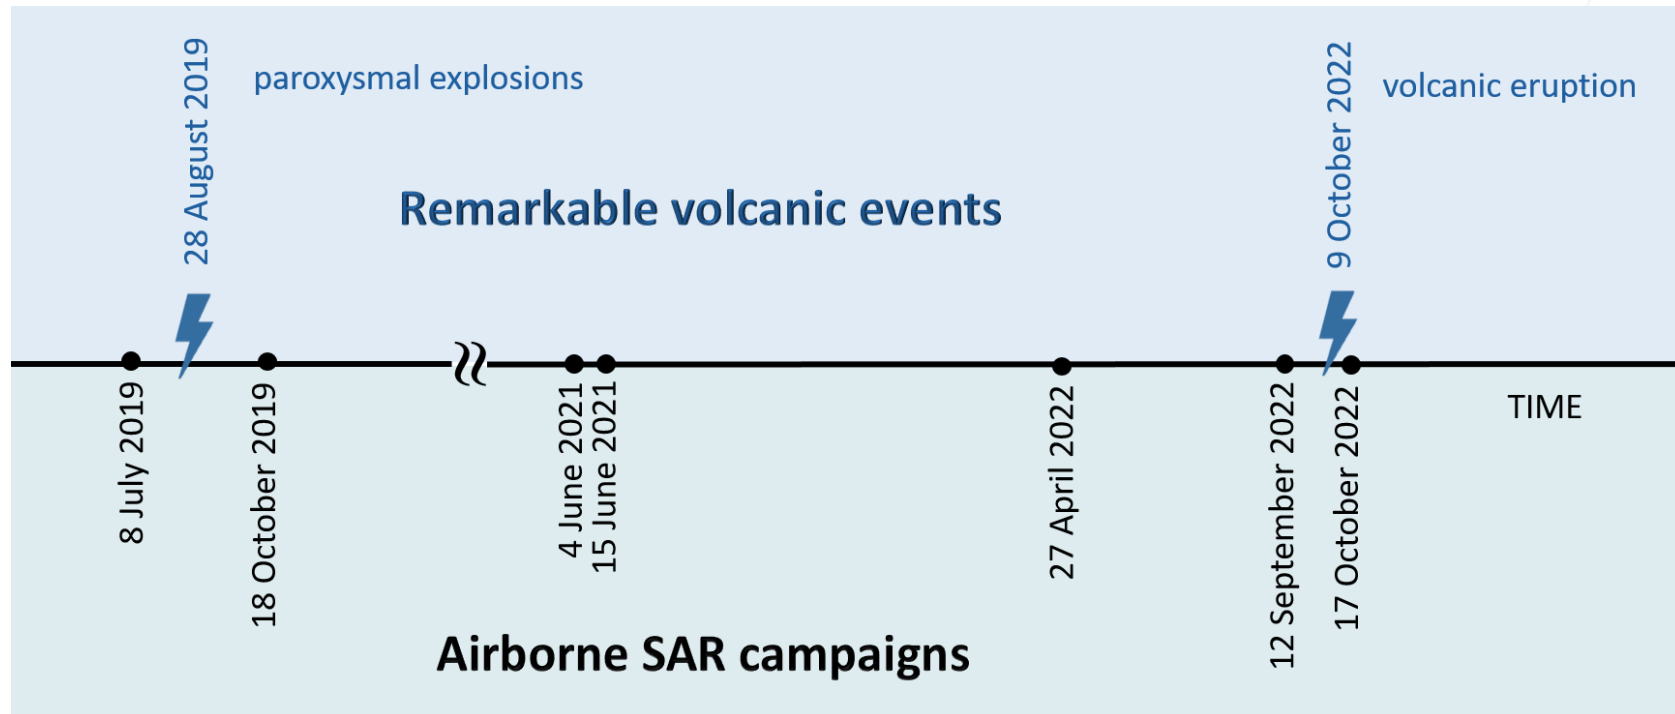 28 August 2019
paroxysmal explosions
9 October 2022
volcanic eruption
Remarkable volcanic events
TIME
8 July 2019
18 October 2019
4 June 2021
15 June 2021
27 April 2022
12 September 2022
17 October 2022
Airborne SAR campaigns